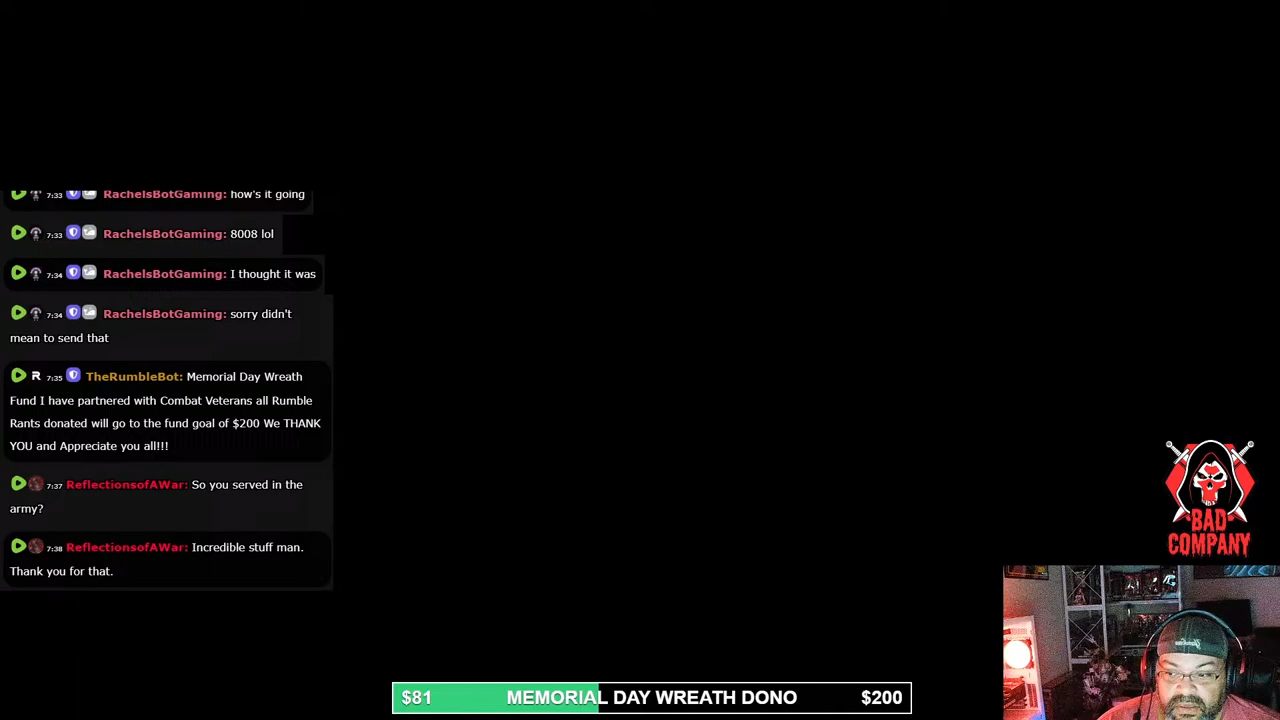 7:33 RachelsBotGaming: how's it going
7:33 RachelsBotGaming: 8008 lol
7:34 RachelsBotGaming: I thought it was
7:34 RachelsBotGaming: sorry didn't
mean to send that
R 7:35 TheRumbleBot: Memorial Day Wreath
Fund I have partnered with Combat Veterans all Rumble
Rants donated will go to the fund goal of $200 We THANK
YOU and Appreciate you all!!!
7:37 ReflectionsofAWar: So you served in the
army?
7:38 ReflectionsofAWar: Incredible stuff man.
Thank you for that.
BAD
COMPANY
$81 MEMORIAL DAY WREATH DONO $200